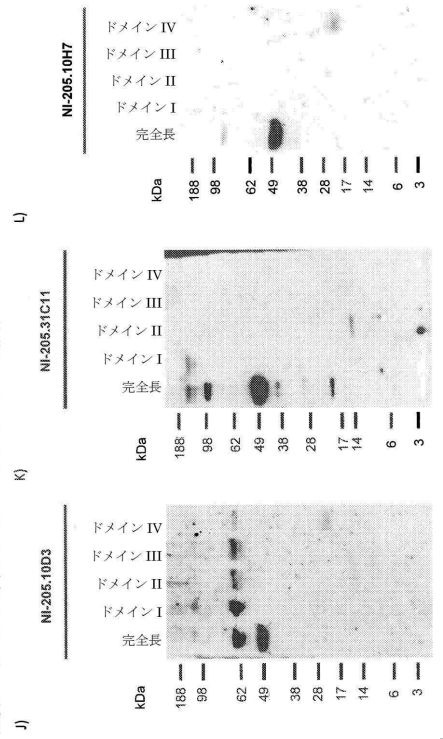 J)
NI-205.10D3
kDa
188
98
62
49
38
28
17
14
6
3
完全長
ドメイン I
ドメイン II
ドメイン III
ドメイン IV
K)
NI-205.31C11
kDa
188
98
62
49
38
28
17
14
6
3
完全長
ドメイン I
ドメイン II
ドメイン III
ドメイン IV
L)
NI-205.10H7
kDa
188
98
62
49
38
28
17
14
6
3
完全長
ドメイン I
ドメイン II
ドメイン III
ドメイン IV